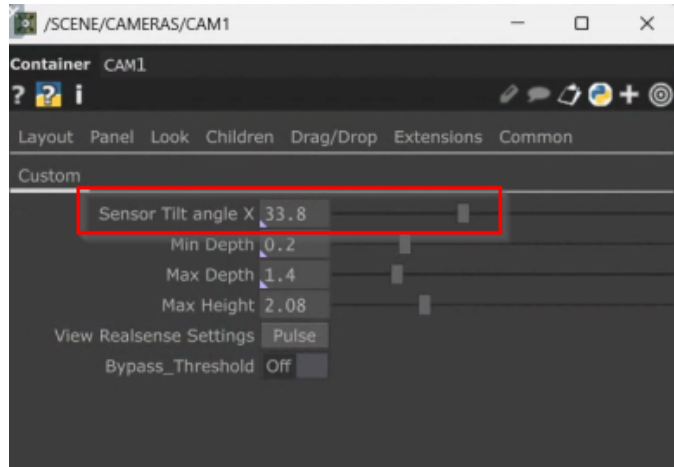 /SCENE/CAMERAS/CAM1
Container CAM1
? ? i
Layout Panel Look Children Drag/Drop Extensions Common
Custom
Sensor Tilt angle X 33.8
Min Depth 0.2
Max Depth 1.4
Max Height 2.08
View Realsense Settings Pulse
Bypass_Threshold Off